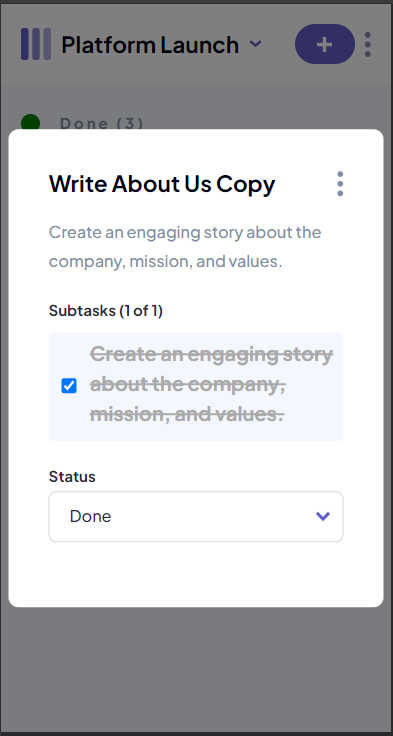 Platform Launch
Done (3)
Write About Us Copy
Create an engaging story about the
company, mission, and values.
Subtasks (1 of 1)
Create an engaging story
about the company,
mission, and values.
Status
Done